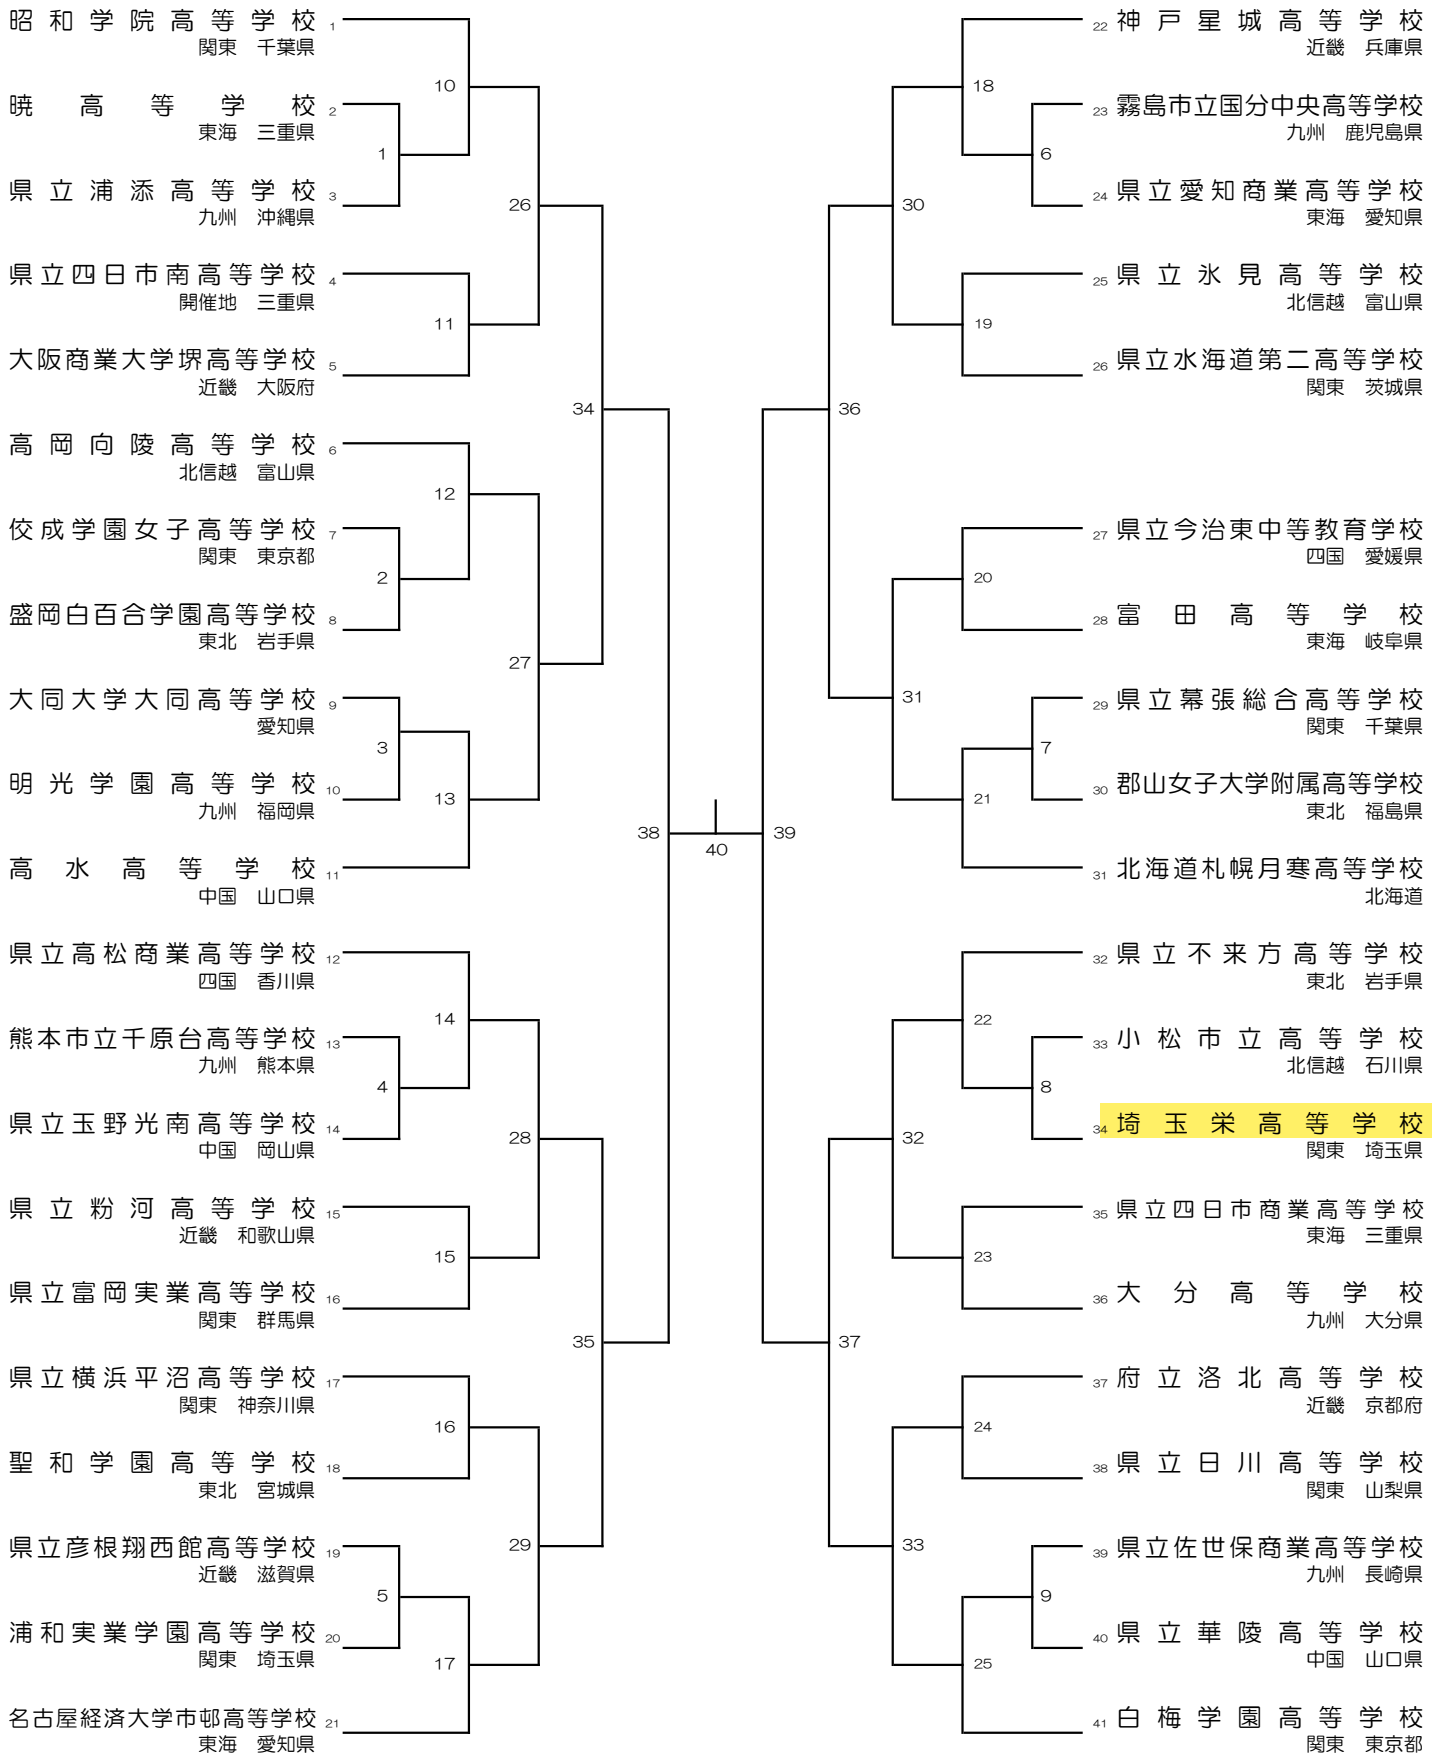 1 昭和学院高等学校
関東 千葉県
2 暁高等学校
東海 三重県
3 県立浦添高等学校
九州 沖縄県
4 県立四日市南高等学校
開催地 三重県
5 大阪商業大学堺高等学校
近畿 大阪府
6 高岡向陵高等学校
北信越 富山県
7 佼成学園女子高等学校
関東 東京都
8 盛岡白百合学園高等学校
東北 岩手県
9 大同大学大同高等学校
愛知県
10 明光学園高等学校
九州 福岡県
11 高水高等学校
中国 山口県
12 県立高松商業高等学校
四国 香川県
13 熊本市立千原台高等学校
九州 熊本県
14 県立玉野光南高等学校
中国 岡山県
15 県立粉河高等学校
近畿 和歌山県
16 県立富岡実業高等学校
関東 群馬県
17 県立横浜平沼高等学校
関東 神奈川県
18 聖和学園高等学校
東北 宮城県
19 県立彦根翔西館高等学校
近畿 滋賀県
20 浦和実業学園高等学校
関東 埼玉県
21 名古屋経済大学市邨高等学校
東海 愛知県
1
2
3
4
5
10
11
12
13
14
15
16
17
26
27
28
29
34
35
38
40
39
36
37
30
31
32
33
18
19
20
21
22
23
24
25
6
7
8
9
22 神戸星城高等学校
近畿 兵庫県
23 霧島市立国分中央高等学校
九州 鹿児島県
24 県立愛知商業高等学校
東海 愛知県
25 県立氷見高等学校
北信越 富山県
26 県立水海道第二高等学校
関東 茨城県
27 県立今治東中等教育学校
四国 愛媛県
28 富田高等学校
東海 岐阜県
29 県立幕張総合高等学校
関東 千葉県
30 郡山女子大学附属高等学校
東北 福島県
31 北海道札幌月寒高等学校
北海道
32 県立不来方高等学校
東北 岩手県
33 小松市立高等学校
北信越 石川県
34 埼玉栄高等学校
関東 埼玉県
35 県立四日市商業高等学校
東海 三重県
36 大分高等学校
九州 大分県
37 府立洛北高等学校
近畿 京都府
38 県立日川高等学校
関東 山梨県
39 県立佐世保商業高等学校
九州 長崎県
40 県立華陵高等学校
中国 山口県
41 白梅学園高等学校
関東 東京都